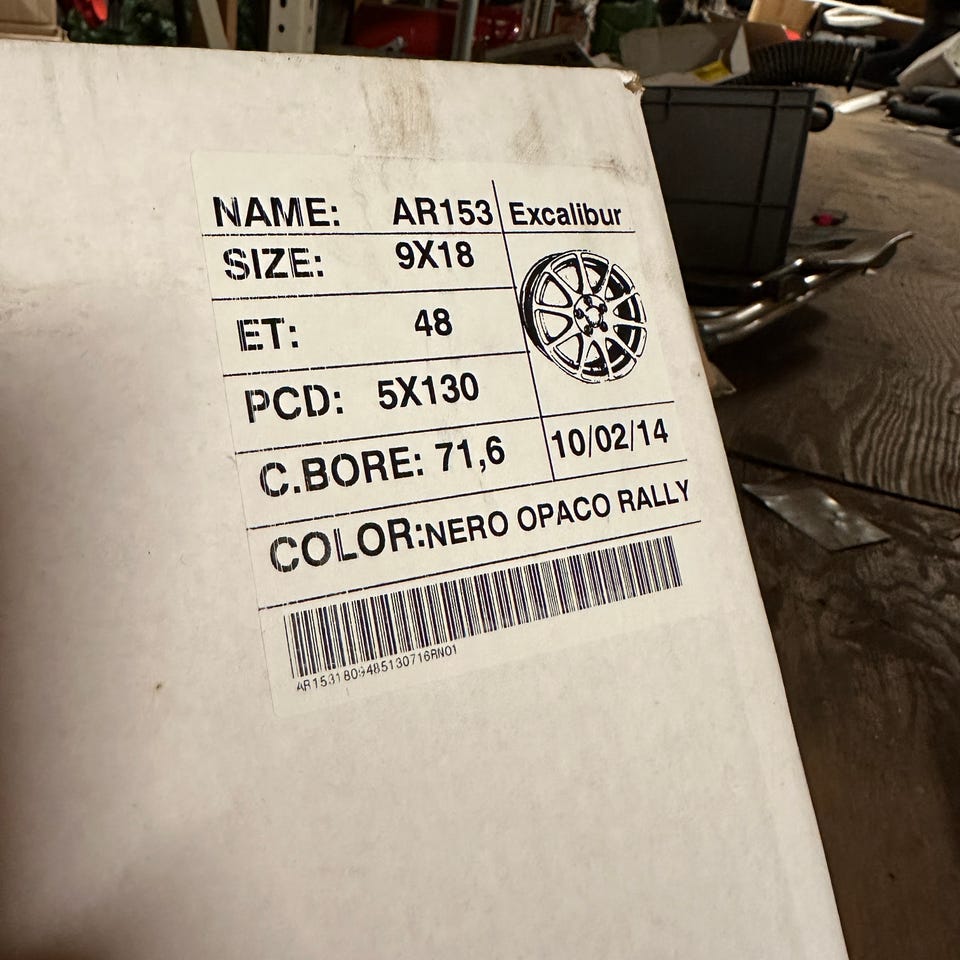 NAME: AR153 Excalibur
SIZE: 9X18
ET: 48
PCD: 5X130
C.BORE: 71,6 10/02/14
COLOR:NERO OPACO RALLY
AR1531809485130716RN01